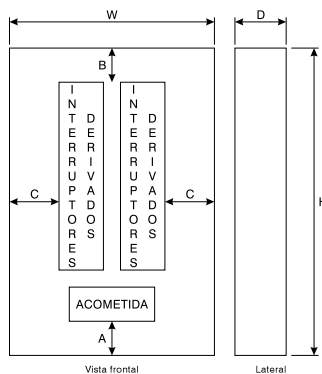 W
D
B
INTERRUPTORES
DERIVADOS
INTERRUPTORES
DERIVADOS
C
C
H
ACOMETIDA
A
Vista frontal
Lateral